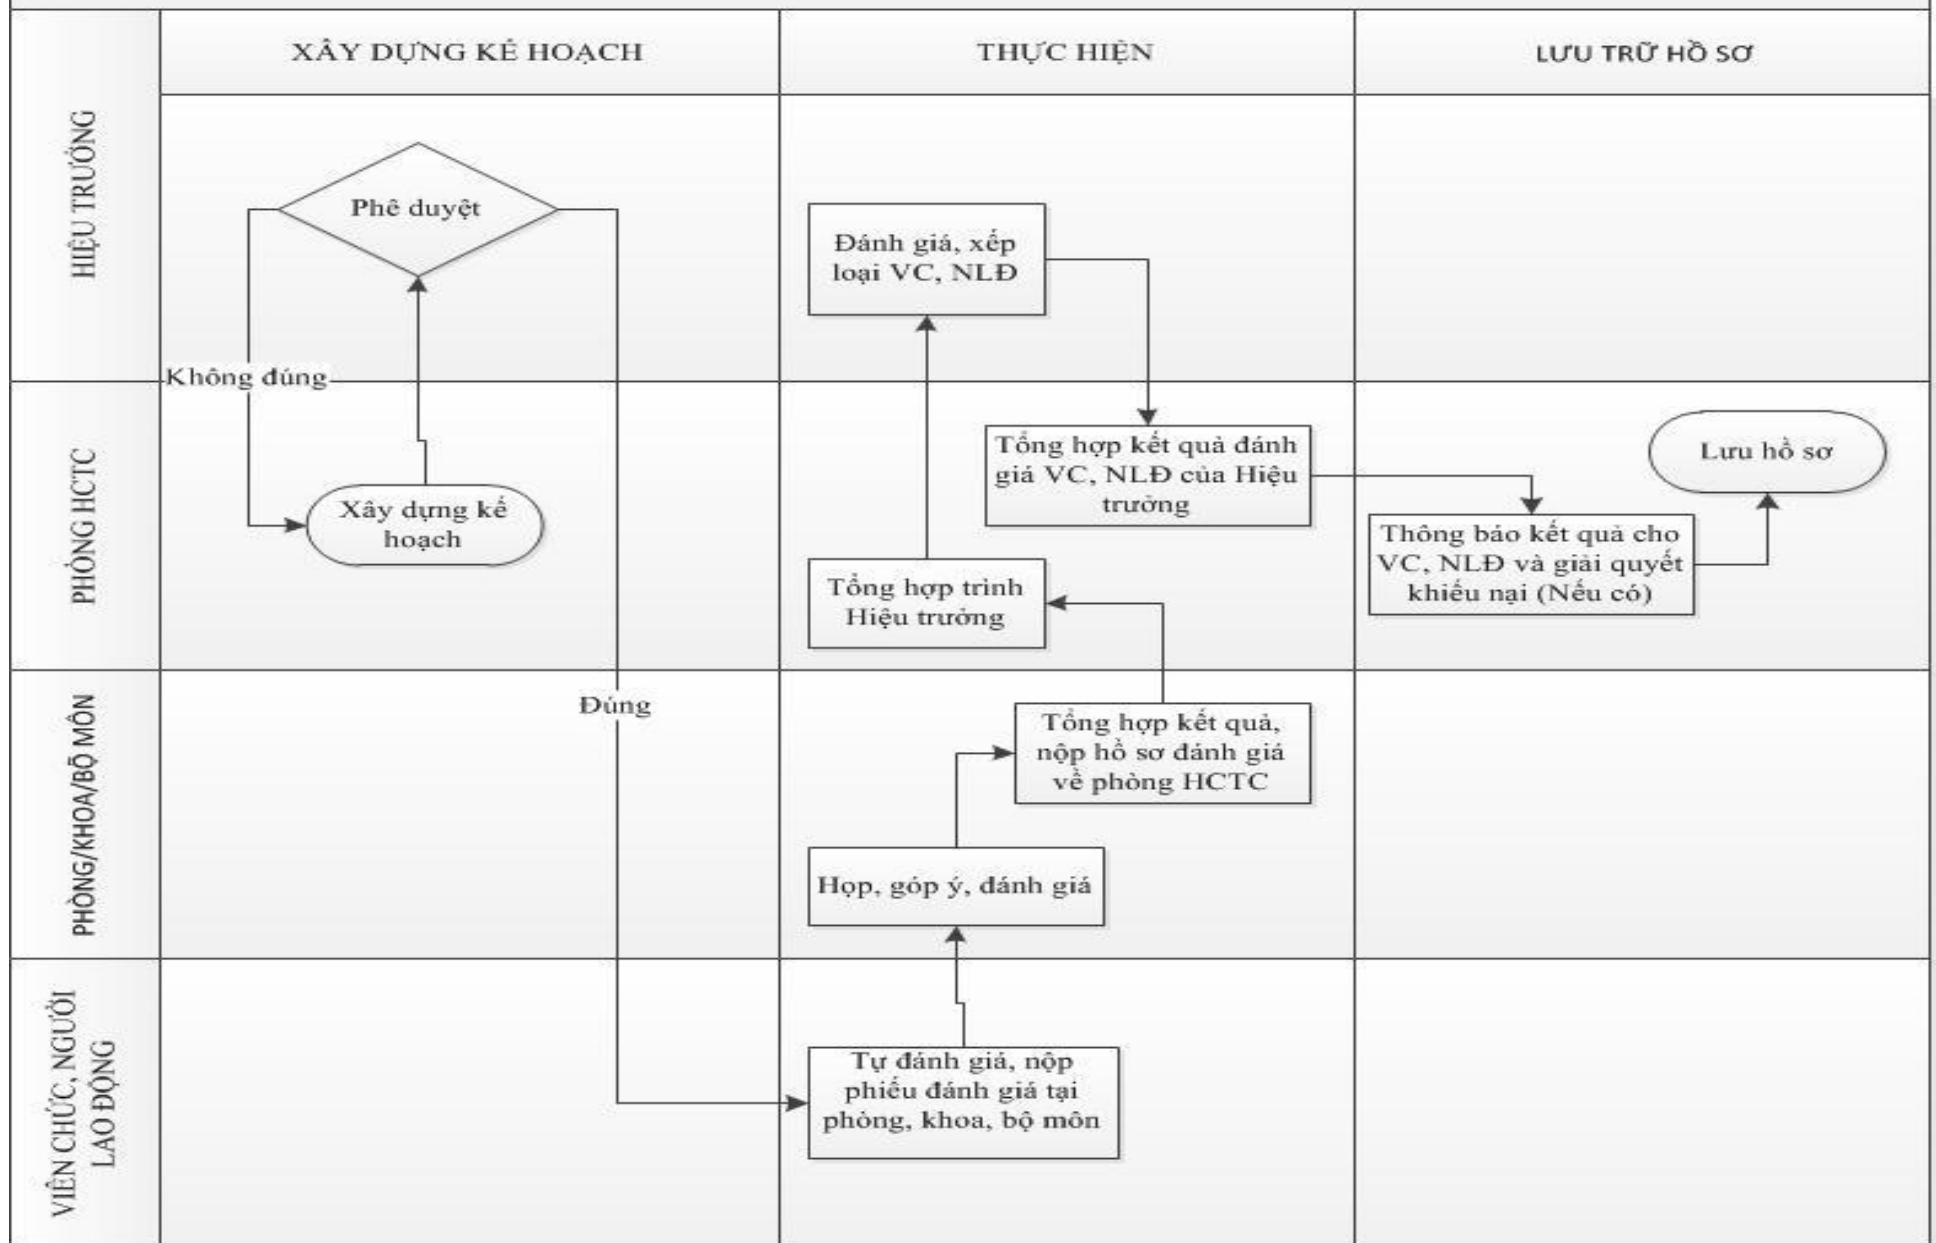 XÂY DỰNG KẾ HOẠCH
THỰC HIỆN
LƯU TRỮ HỒ SƠ
HIỆU TRƯỞNG
Phê duyệt
Đánh giá, xếp
loại VC, NLĐ
Không đúng
PHÒNG HCTC
Xây dựng kế
hoạch
Tổng hợp kết quả đánh
giá VC, NLĐ của Hiệu
trưởng
Lưu hồ sơ
Thông báo kết quả cho
VC, NLĐ và giải quyết
khiếu nại (Nếu có)
Tổng hợp trình
Hiệu trưởng
PHÒNG/KHOA/BỘ MÔN
Đúng
Tổng hợp kết quả,
nộp hồ sơ đánh giá
về phòng HCTC
Họp, góp ý, đánh giá
VIÊN CHỨC, NGƯỜI
LAO ĐỘNG
Tự đánh giá, nộp
phiếu đánh giá tại
phòng, khoa, bộ môn